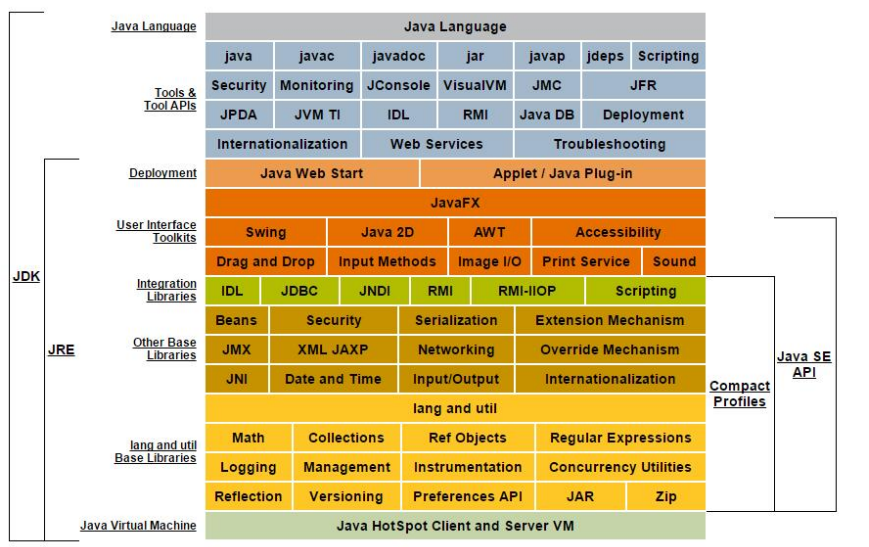 Java Language
Java Language
java javac javadoc jar javap jdeps Scripting
Tools &
Tool APIs
Security Monitoring JConsole VisualVM JMC JFR
JPDA JVM TI IDL RMI Java DB Deployment
Internationalization Web Services Troubleshooting
Deployment
Java Web Start Applet / Java Plug-in
JavaFX
User Interface
Toolkits
Swing Java 2D AWT Accessibility
Drag and Drop Input Methods Image I/O Print Service Sound
Integration
Libraries
IDL JDBC JNDI RMI RMI-IIOP Scripting
Other Base
Libraries
Beans Security Serialization Extension Mechanism
JMX XML JAXP Networking Override Mechanism
JNI Date and Time Input/Output Internationalization
lang and util
lang and util
Base Libraries
Math Collections Ref Objects Regular Expressions
Logging Management Instrumentation Concurrency Utilities
Reflection Versioning Preferences API JAR Zip
Java Virtual Machine
Java HotSpot Client and Server VM
JDK
JRE
Compact
Profiles
Java SE
API